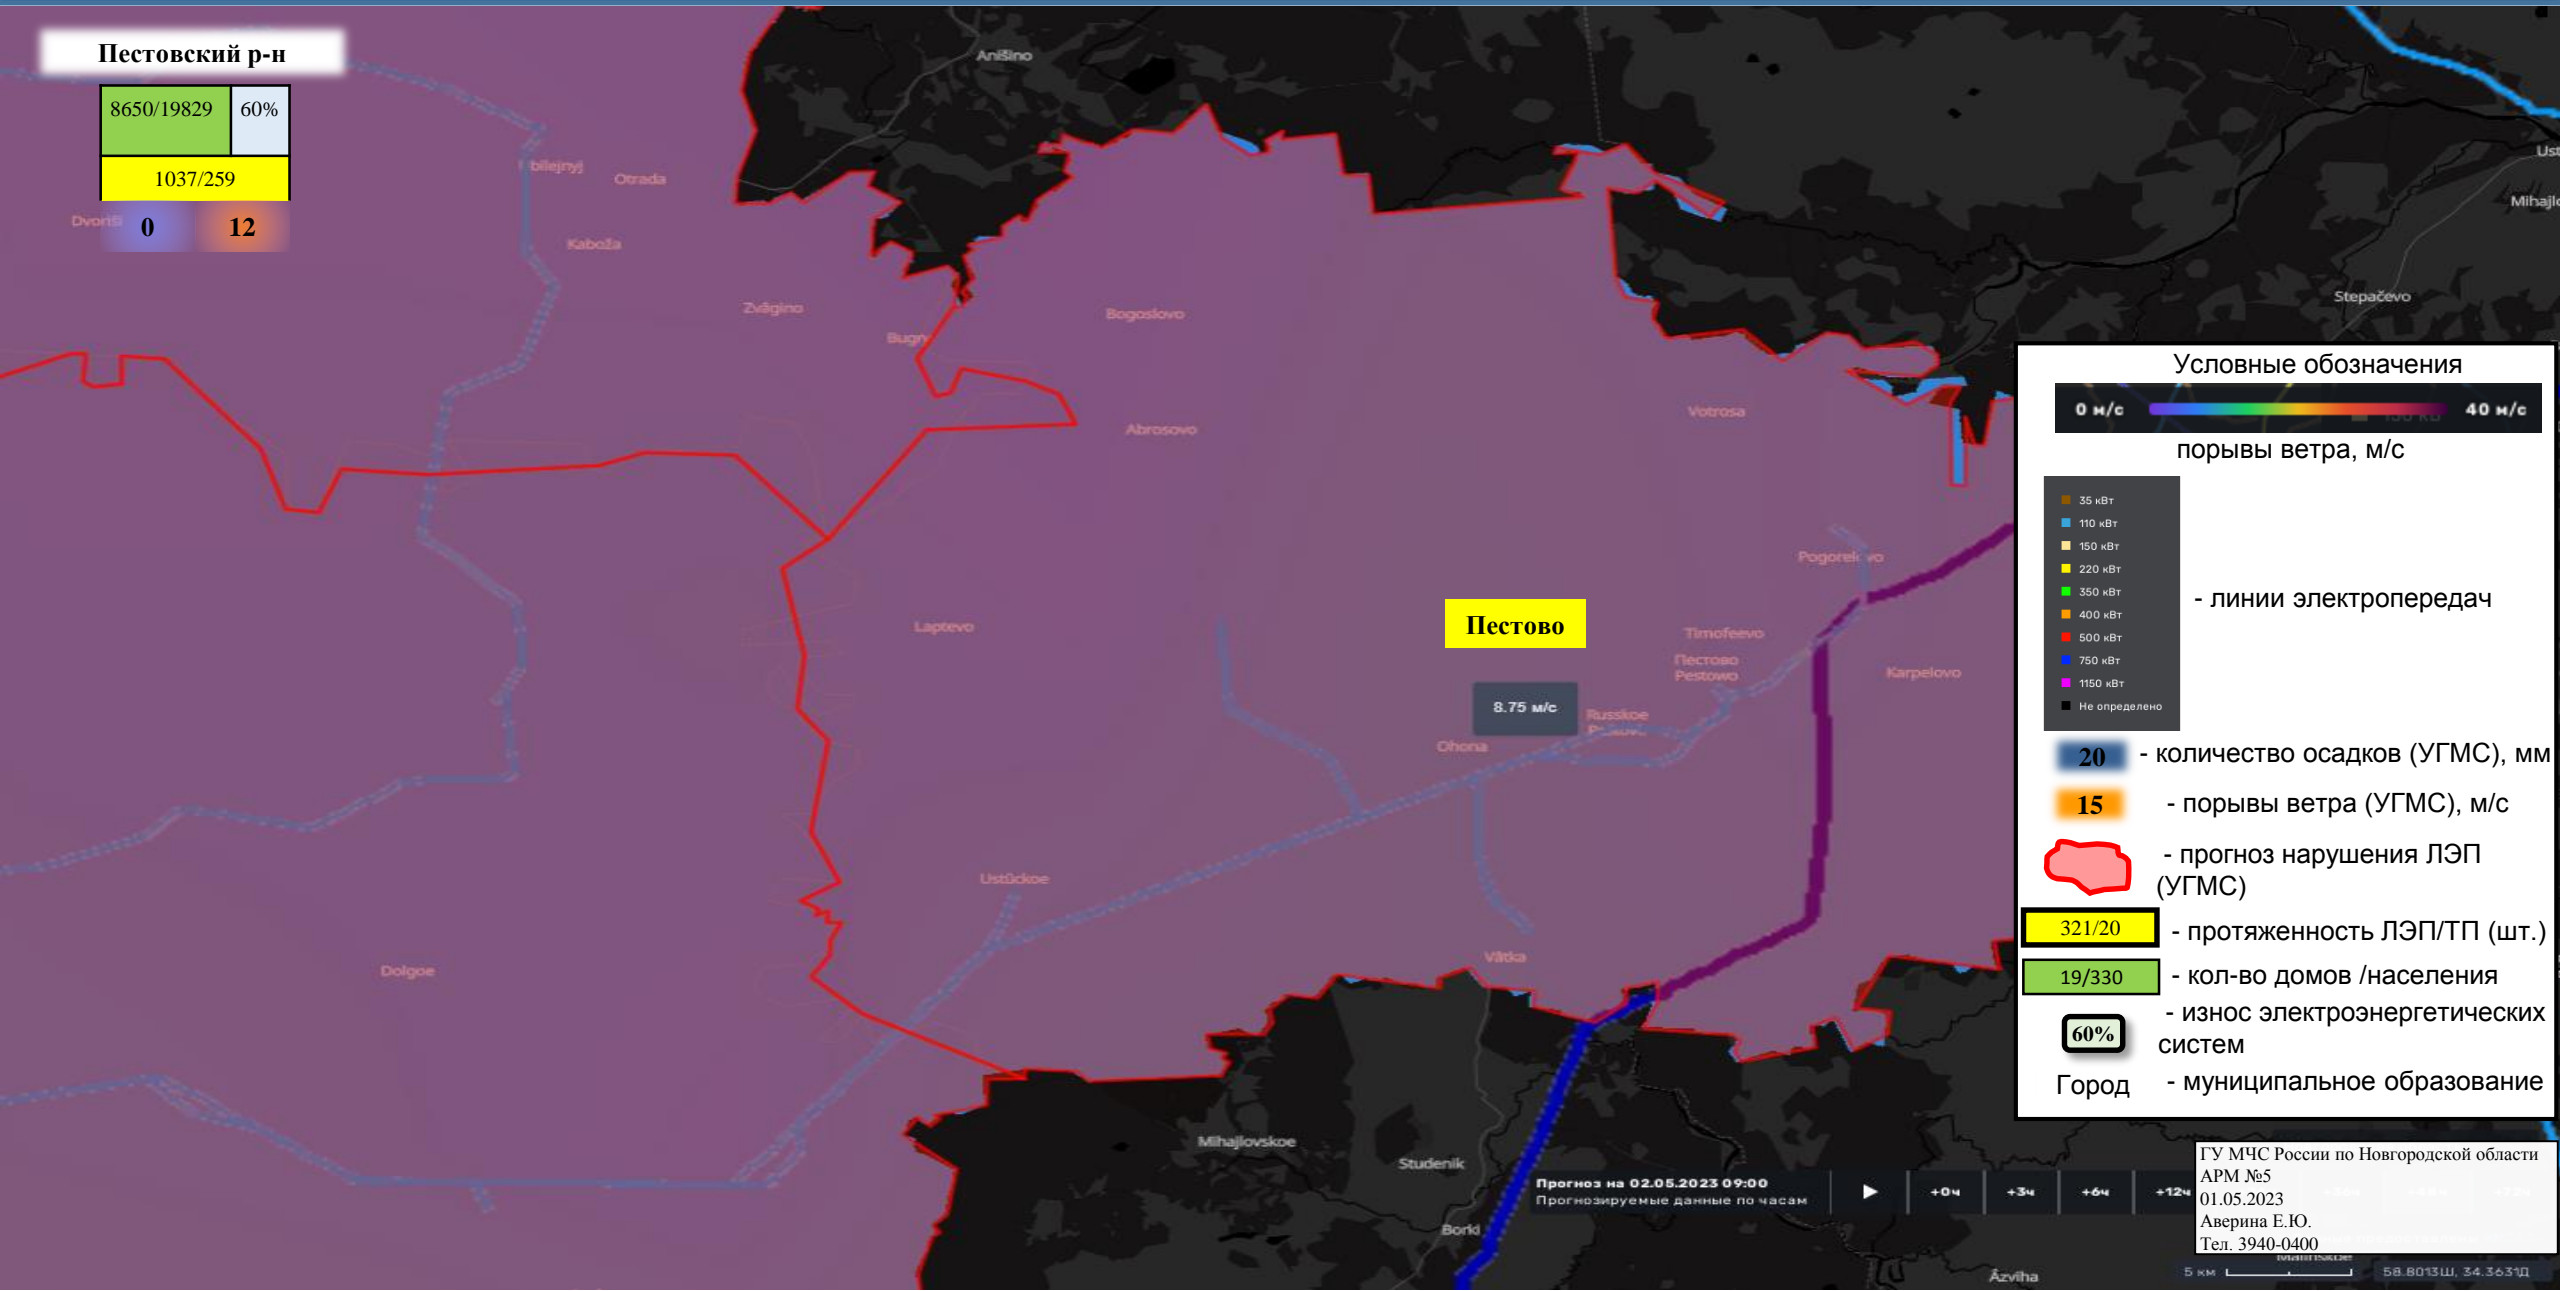 Пестовский р-н
8650/19829
60%
1037/259
0
12
Anišino
Otrada
Kaboža
Zvâgino
Bogoslovo
Abrosovo
Votrosa
Stepačevo
Laptevo
Пестово
Timofeevo
Пестово
Pestowo
Karpelovo
8.75 м/с
Russkoe
Ohona
Ustûckoe
Vâtka
Dolgoe
Mihajlovskoe
Studenik
Borki
Âzviha
Условные обозначения
0 м/с
40 м/с
порывы ветра, м/с
35 кВт
110 кВт
150 кВт
220 кВт
350 кВт
400 кВт
500 кВт
750 кВт
1150 кВт
Не определено
- линии электропередач
20
- количество осадков (УГМС), мм
15
- порывы ветра (УГМС), м/с
- прогноз нарушения ЛЭП
(УГМС)
321/20
- протяженность ЛЭП/ТП (шт.)
19/330
- кол-во домов /населения
60%
- износ электроэнергетических
систем
Город
- муниципальное образование
Прогноз на 02.05.2023 09:00
Прогнозируемые данные по часам
+0ч
+3ч
+6ч
+12ч
ГУ МЧС России по Новгородской области
АРМ №5
01.05.2023
Аверина Е.Ю.
Тел. 3940-0400
5 км
58.8013Ш, 34.3631Д